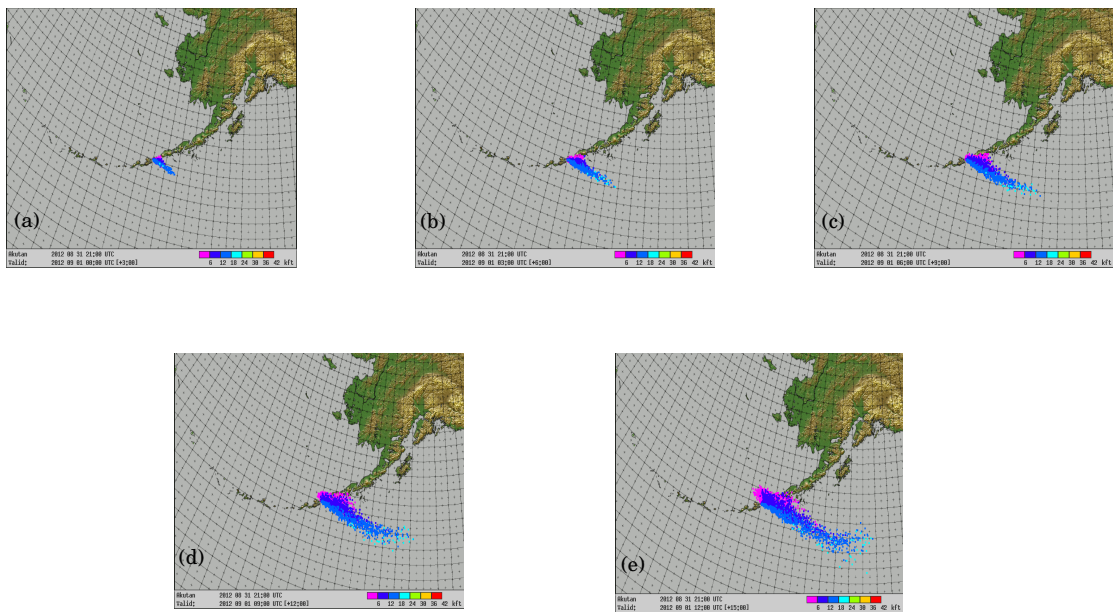 (a)
Akutan 2012 08 31 21:00 UTC
Valid: 2012 09 01 00:00 UTC [+3:00]
6 12 18 24 30 36 42 kft
(b)
Akutan 2012 08 31 21:00 UTC
Valid: 2012 09 01 03:00 UTC [+6:00]
6 12 18 24 30 36 42 kft
(c)
Akutan 2012 08 31 21:00 UTC
Valid: 2012 09 01 06:00 UTC [+9:00]
6 12 18 24 30 36 42 kft
(d)
Akutan 2012 08 31 21:00 UTC
Valid: 2012 09 01 09:00 UTC [+12:00]
6 12 18 24 30 36 42 kft
(e)
Akutan 2012 08 31 21:00 UTC
Valid: 2012 09 01 12:00 UTC [+15:00]
6 12 18 24 30 36 42 kft